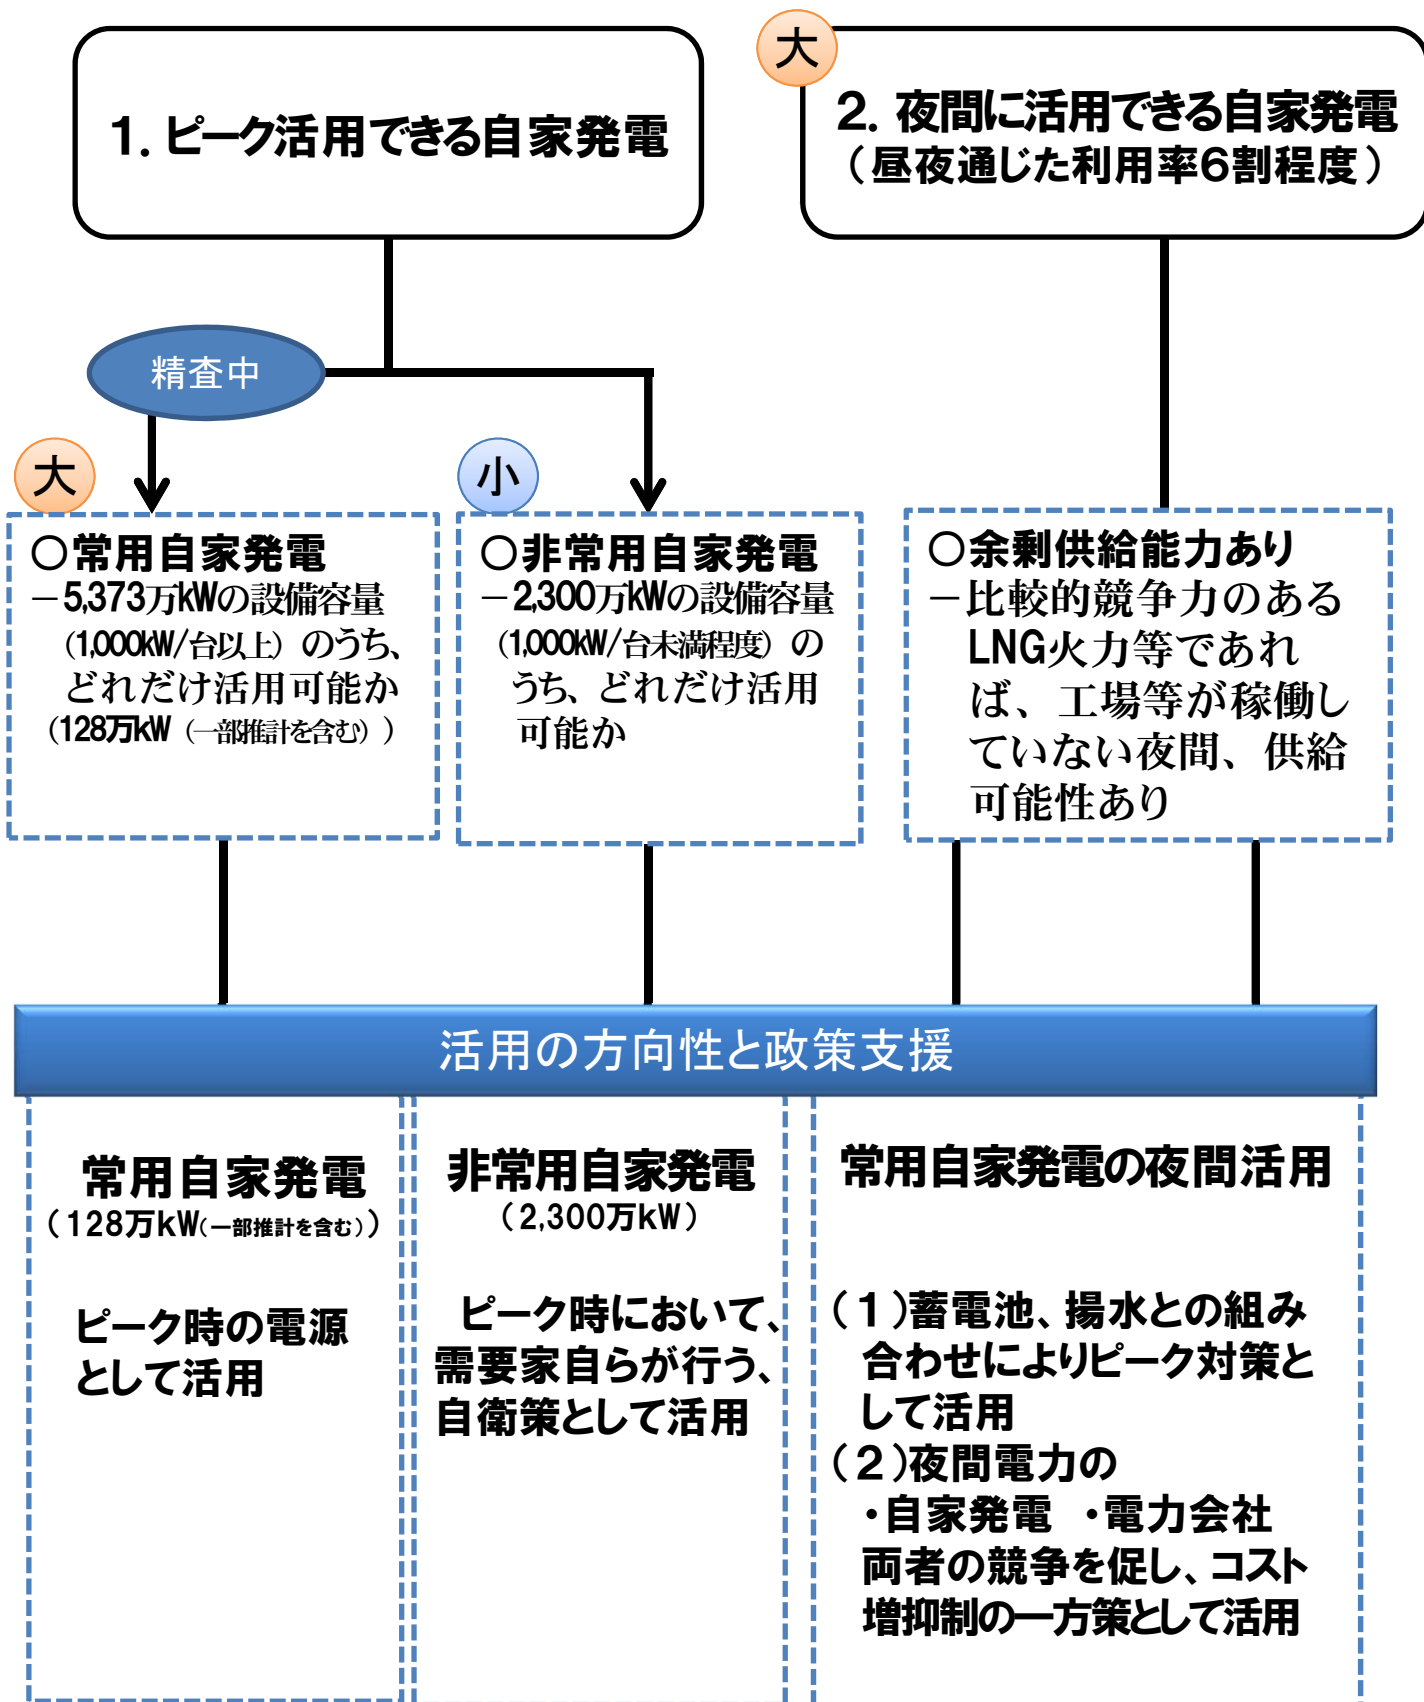 １．ピーク活用できる自家発電
大
２．夜間に活用できる自家発電
（昼夜通じた利用率６割程度）
精査中
大
○常用自家発電
－5,373万kWの設備容量
（1,000kW/台以上）のうち、
どれだけ活用可能か
（128万kW（一部推計を含む））
小
○非常用自家発電
－2,300万kWの設備容量
（1,000kW/台未満程度）の
うち、どれだけ活用
可能か
○余剰供給能力あり
－比較的競争力のある
LNG火力等であれ
ば、工場等が稼働し
ていない夜間、供給
可能性あり
活用の方向性と政策支援
常用自家発電
（128万kW（一部推計を含む））
ピーク時の電源
として活用
非常用自家発電
（2,300万kW）
ピーク時において、
需要家自らが行う、
自衛策として活用
常用自家発電の夜間活用
（１）蓄電池、揚水との組み
合わせによりピーク対策と
して活用
（２）夜間電力の
・自家発電　・電力会社
両者の競争を促し、コスト
増抑制の一方策として活用